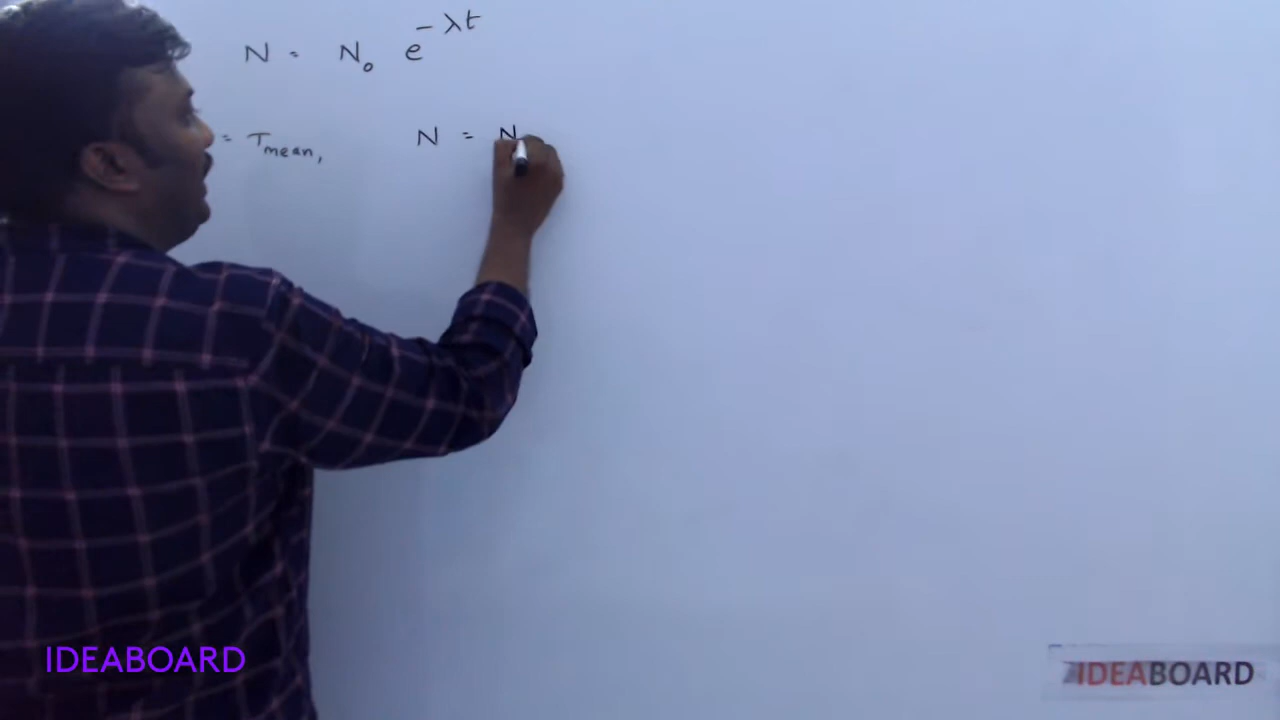 N = N₀ e^{-λt}
= T_mean, N = N
IDEABOARD
IDEABOARD